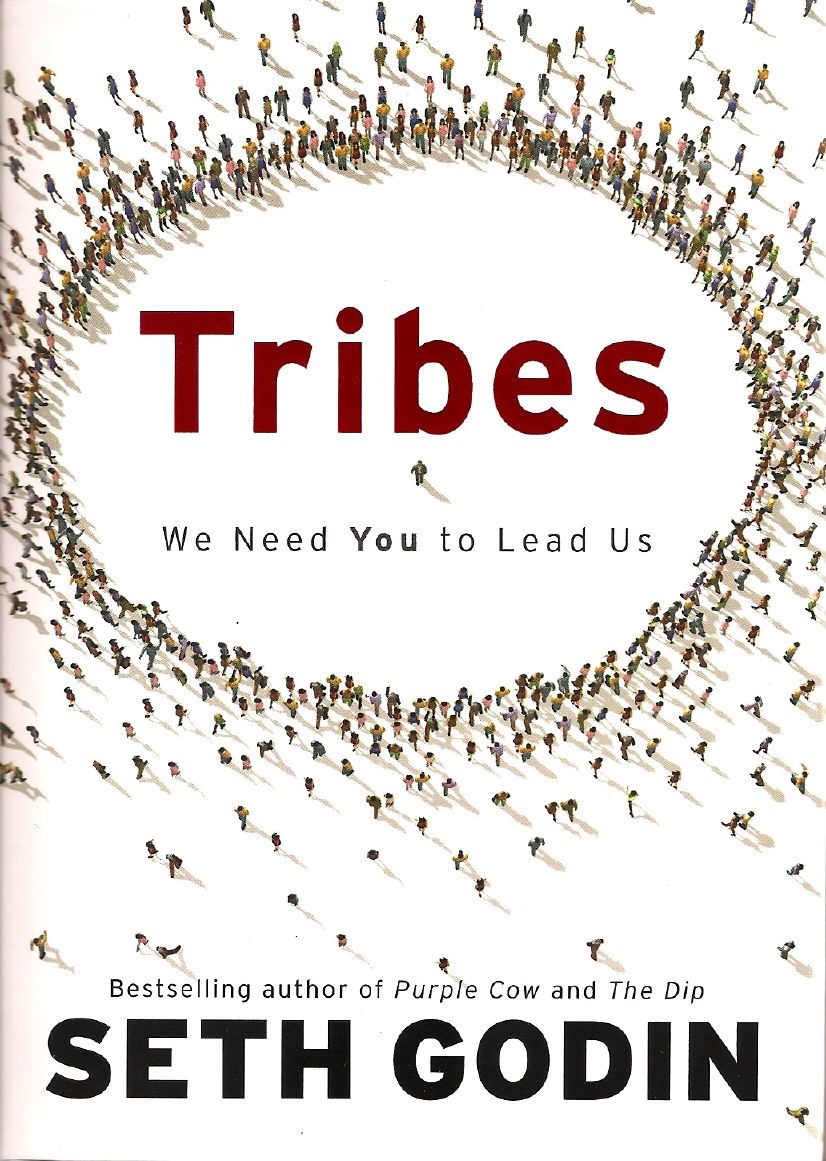 Tribes
We Need You to Lead Us
Bestselling author of Purple Cow and The Dip
SETH GODIN